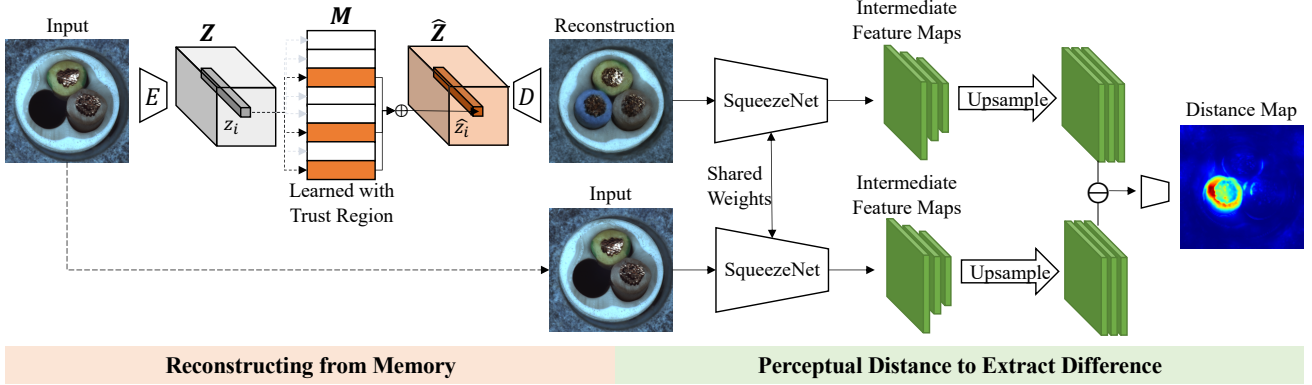 Input
Z
M
Ẑ
Reconstruction
Intermediate
Feature Maps
E
z_i
ẑ_i
D
SqueezeNet
Upsample
Distance Map
Learned with
Trust Region
Input
Shared
Weights
Intermediate
Feature Maps
SqueezeNet
Upsample
Reconstructing from Memory
Perceptual Distance to Extract Difference